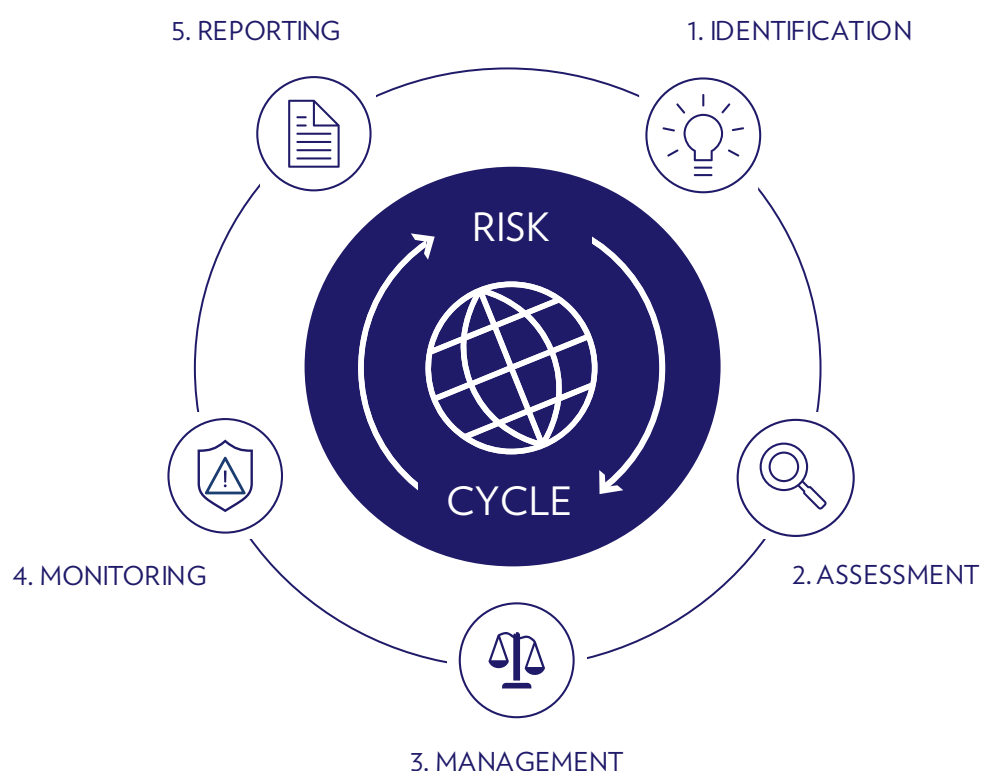 5. REPORTING
1. IDENTIFICATION
RISK
CYCLE
4. MONITORING
2. ASSESSMENT
3. MANAGEMENT